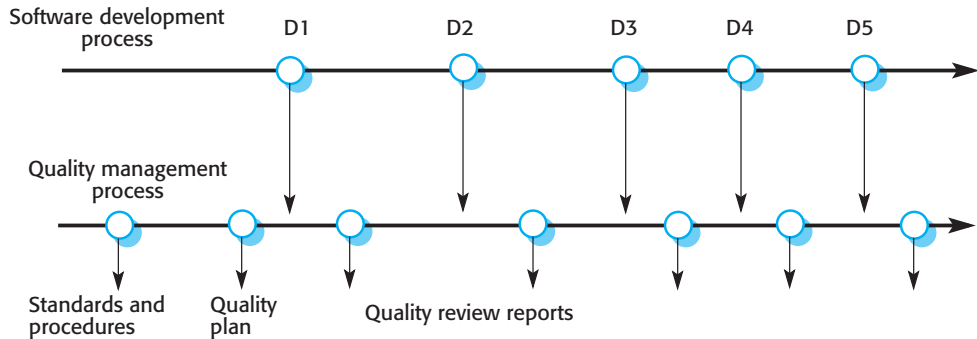 Software development
process
D1
D2
D3
D4
D5
Quality management
process
Standards and
procedures
Quality
plan
Quality review reports